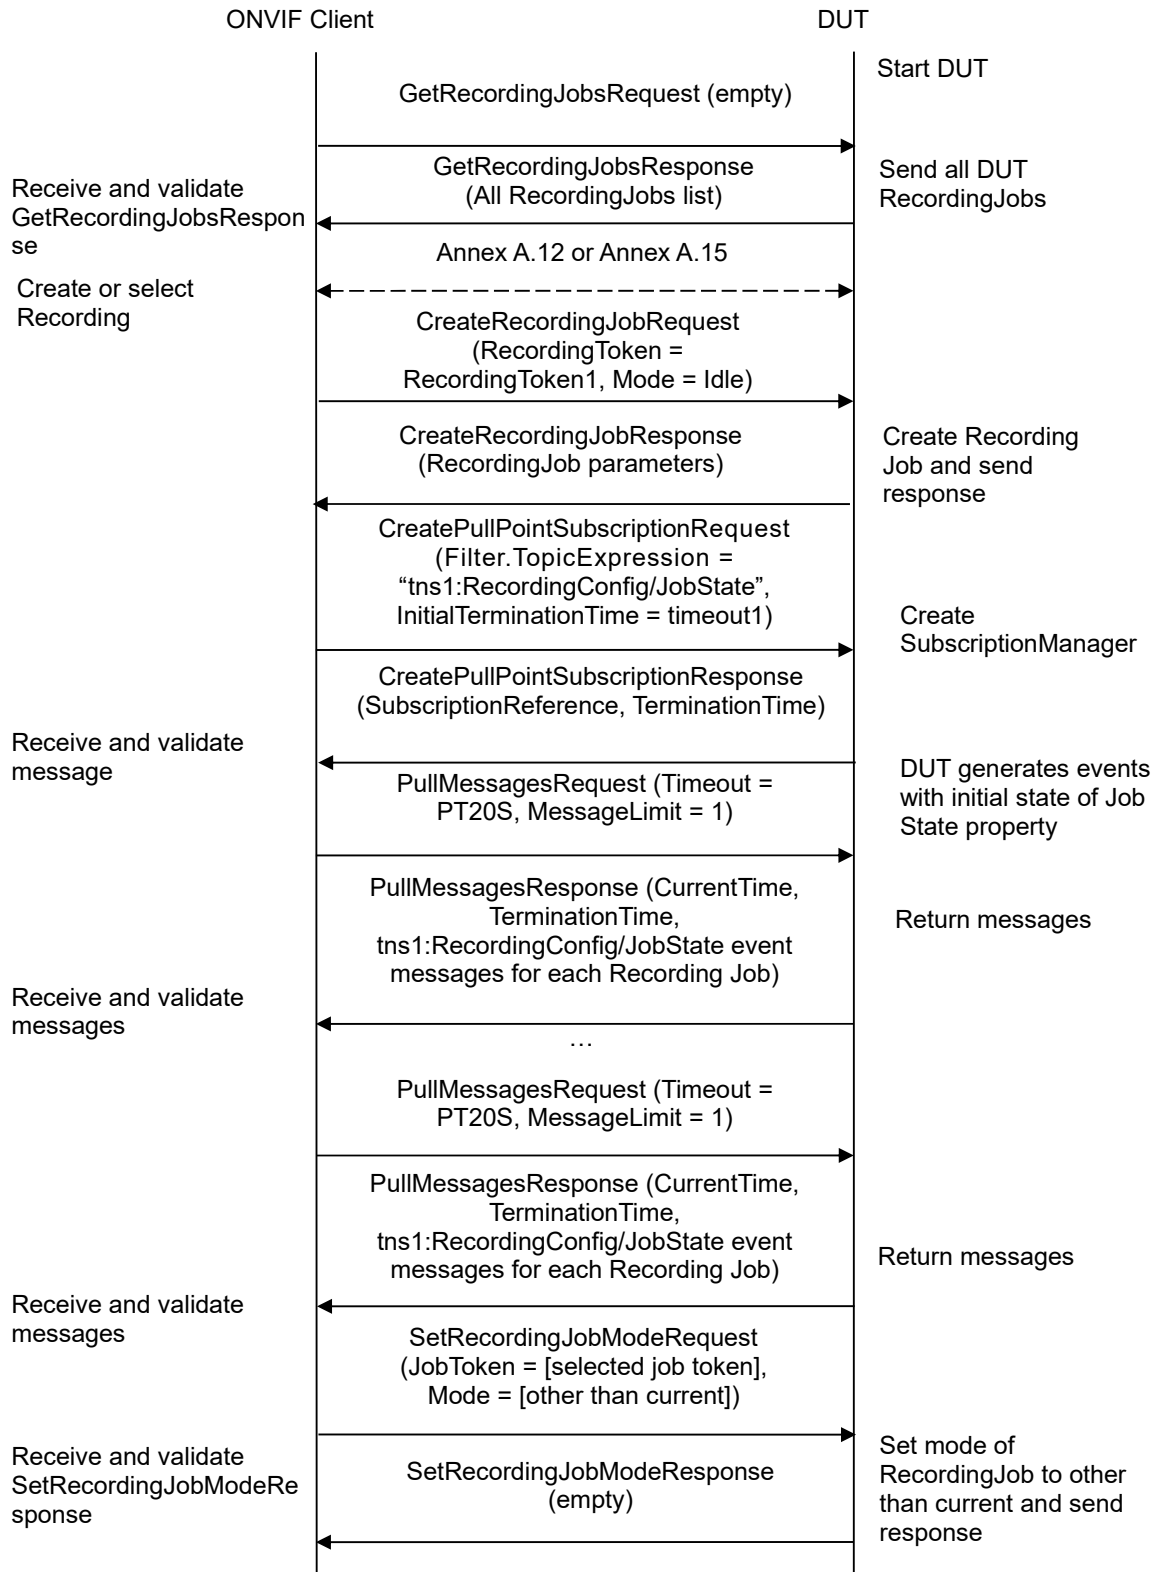 ONVIF Client
DUT
Start DUT
GetRecordingJobsRequest (empty)
GetRecordingJobsResponse
(All RecordingJobs list)
Send all DUT
RecordingJobs
Receive and validate
GetRecordingJobsRespon
se
Annex A.12 or Annex A.15
Create or select
Recording
CreateRecordingJobRequest
(RecordingToken =
RecordingToken1, Mode = Idle)
CreateRecordingJobResponse
(RecordingJob parameters)
Create Recording
Job and send
response
CreatePullPointSubscriptionRequest
(Filter.TopicExpression =
“tns1:RecordingConfig/JobState”,
InitialTerminationTime = timeout1)
Create
SubscriptionManager
CreatePullPointSubscriptionResponse
(SubscriptionReference, TerminationTime)
Receive and validate
message
DUT generates events
with initial state of Job
State property
PullMessagesRequest (Timeout =
PT20S, MessageLimit = 1)
PullMessagesResponse (CurrentTime,
TerminationTime,
tns1:RecordingConfig/JobState event
messages for each Recording Job)
Return messages
Receive and validate
messages
…
PullMessagesRequest (Timeout =
PT20S, MessageLimit = 1)
PullMessagesResponse (CurrentTime,
TerminationTime,
tns1:RecordingConfig/JobState event
messages for each Recording Job)
Return messages
Receive and validate
messages
SetRecordingJobModeRequest
(JobToken = [selected job token],
Mode = [other than current])
Receive and validate
SetRecordingJobModeRe
sponse
SetRecordingJobModeResponse
(empty)
Set mode of
RecordingJob to other
than current and send
response